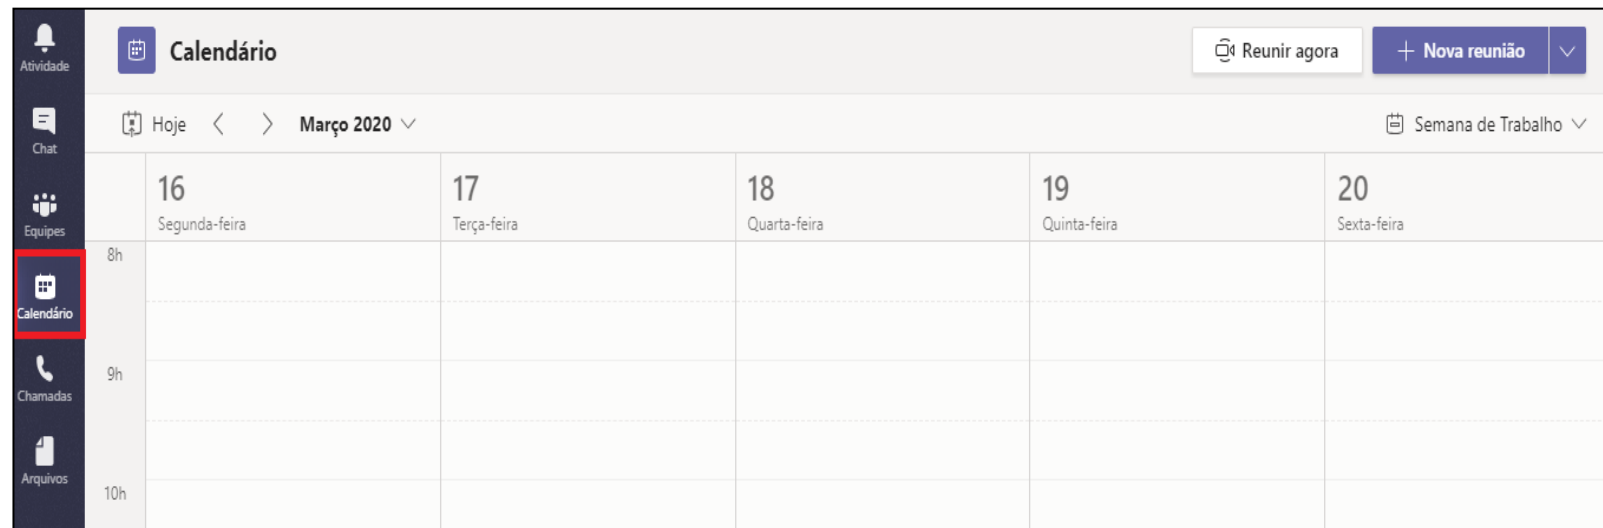 Atividade
Chat
Equipes
Calendário
Chamadas
Arquivos
Calendário
Reunir agora
Nova reunião
Hoje
Março 2020
Semana de Trabalho
16
17
18
19
20
Segunda-feira
Terça-feira
Quarta-feira
Quinta-feira
Sexta-feira
8h
9h
10h